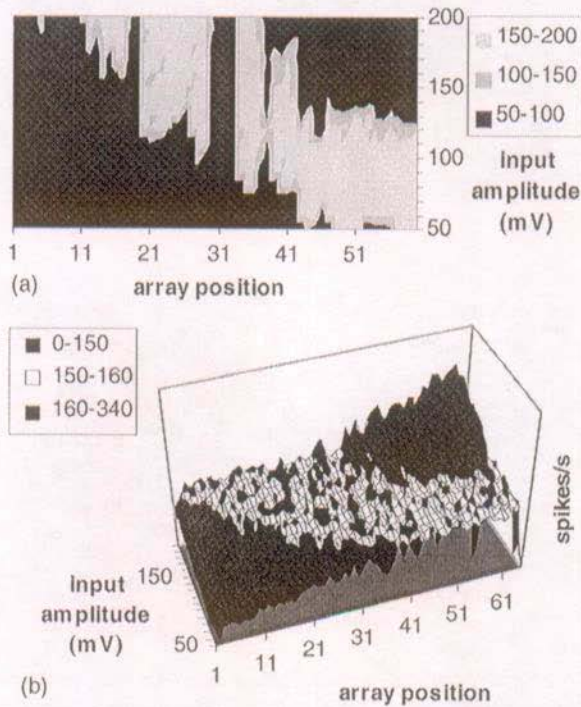 200
150-200
150
100-150
50-100
100
input
amplitude
(mV)
50
1 11 21 31 41 51
(a) array position
0-150
150-160
160-340
spikes/s
input
amplitude
(mV)
150
50
1 11 21 31 41 51 61
(b) array position